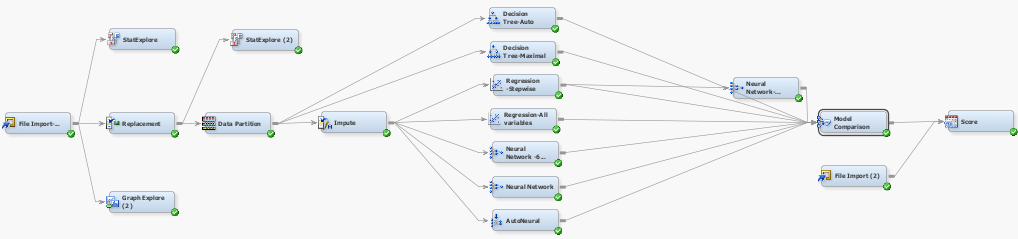 File Import-...
StatExplore
Replacement
Graph Explore
(2)
StatExplore (2)
Data Partition
Impute
Decision
Tree-Auto
Decision
Tree-Maximal
Regression
-Stepwise
Regression-All
variables
Neural
Network -6...
Neural Network
AutoNeural
Neural
Network-...
Model
Comparison
File Import (2)
Score